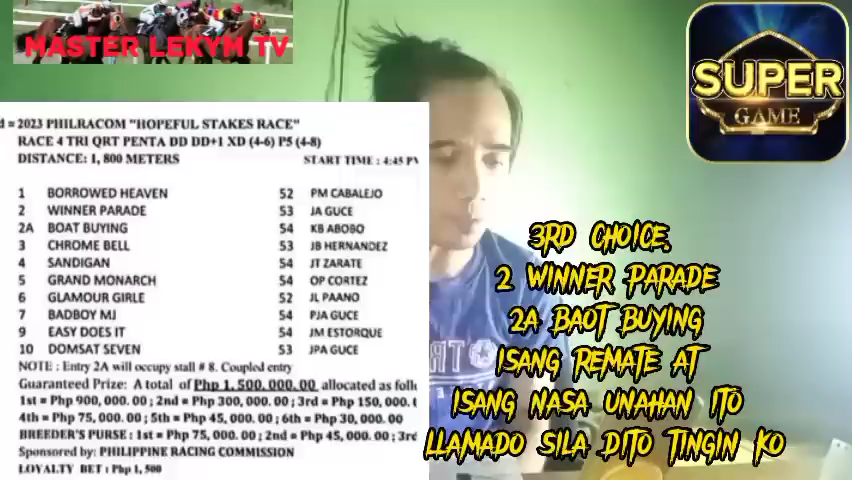 MASTER LEKYM TV
SUPER
GAME
d = 2023 PHILRACOM "HOPEFUL STAKES RACE"
RACE 4 TRI QRT PENTA DD DD+1 XD (4-6) P5 (4-8)
DISTANCE: 1, 800 METERS START TIME : 4:45 PM
1 BORROWED HEAVEN 52 PM CABALEJO
2 WINNER PARADE 53 JA GUCE
2A BOAT BUYING 54 KB ABOBO
3 CHROME BELL 53 JB HERNANDEZ
4 SANDIGAN 54 JT ZARATE
5 GRAND MONARCH 54 OP CORTEZ
6 GLAMOUR GIRLE 52 JL PAANO
7 BADBOY MJ 54 PJA GUCE
9 EASY DOES IT 54 JM ESTORQUE
10 DOMSAT SEVEN 53 JPA GUCE
NOTE : Entry 2A will occupy stall # 8. Coupled entry
Guaranteed Prize: A total of Php 1, 500,000.00 allocated as follo
1st = Php 900, 000. 00 ; 2nd = Php 300, 000. 00 ; 3rd = Php 150, 000. 0
4th = Php 75, 000. 00 ; 5th = Php 45, 000. 00 ; 6th = Php 30, 000.00
BREEDER'S PURSE : 1st = Php 75, 000. 00 ; 2nd = Php 45, 000. 00 ; 3rd
Sponsored by: PHILIPPINE RACING COMMISSION
LOYALTY BET : Php 1, 500
3RD CHOICE.
2 WINNER PARADE
2A BAOT BUYING
ISANG REMATE AT
ISANG NASA UNAHAN ITO
LLAMADO SILA DITO TINGIN KO